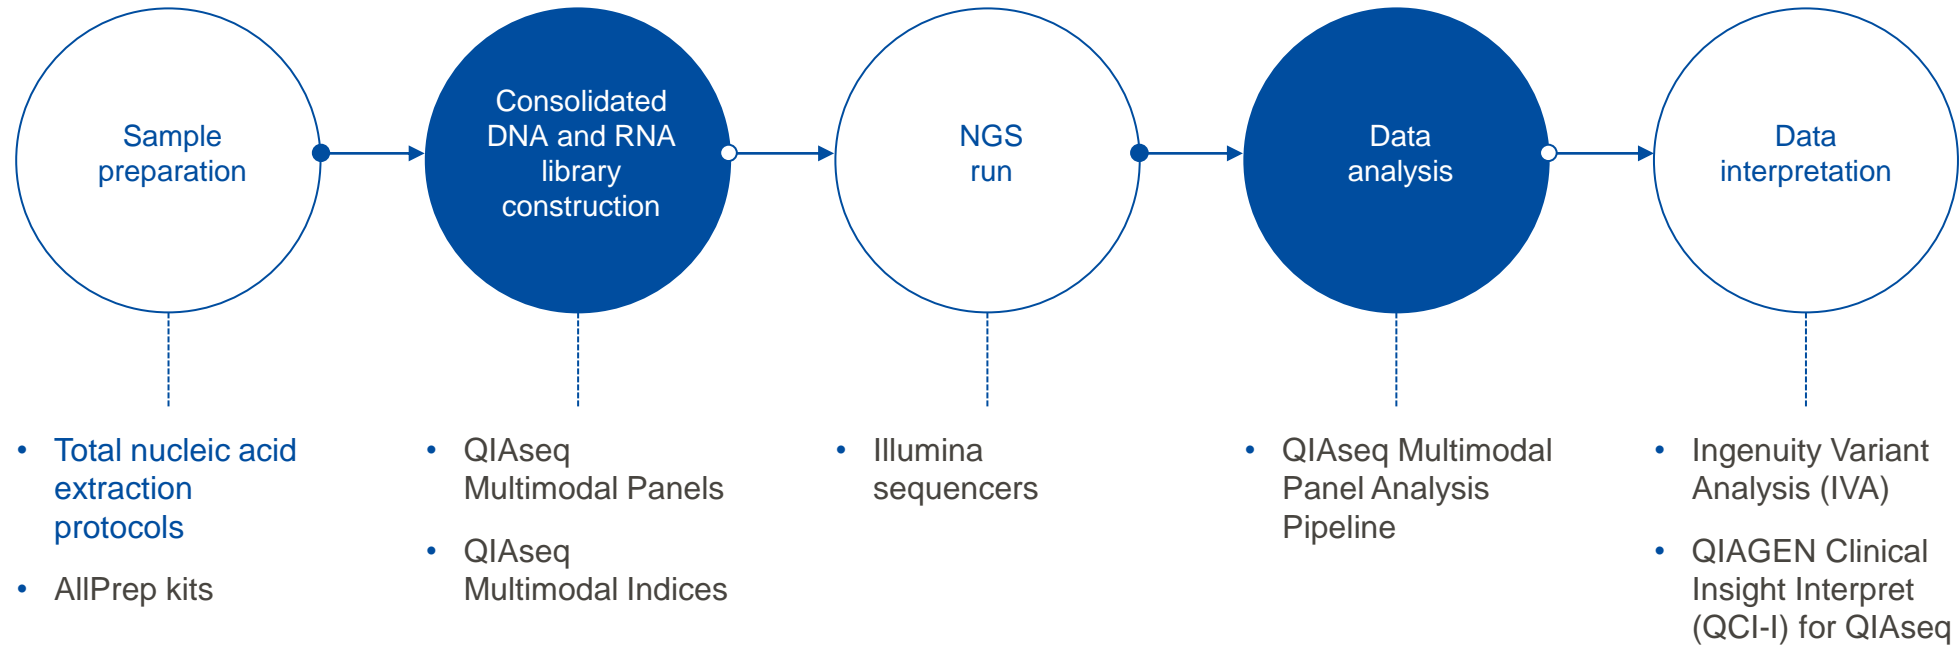 Sample
preparation
Consolidated
DNA and RNA
library
construction
NGS
run
Data
analysis
Data
interpretation
• Total nucleic acid
extraction
protocols
• AllPrep kits
• QIAseq
Multimodal Panels
• QIAseq
Multimodal Indices
• Illumina
sequencers
• QIAseq Multimodal
Panel Analysis
Pipeline
• Ingenuity Variant
Analysis (IVA)
• QIAGEN Clinical
Insight Interpret
(QCI-I) for QIAseq